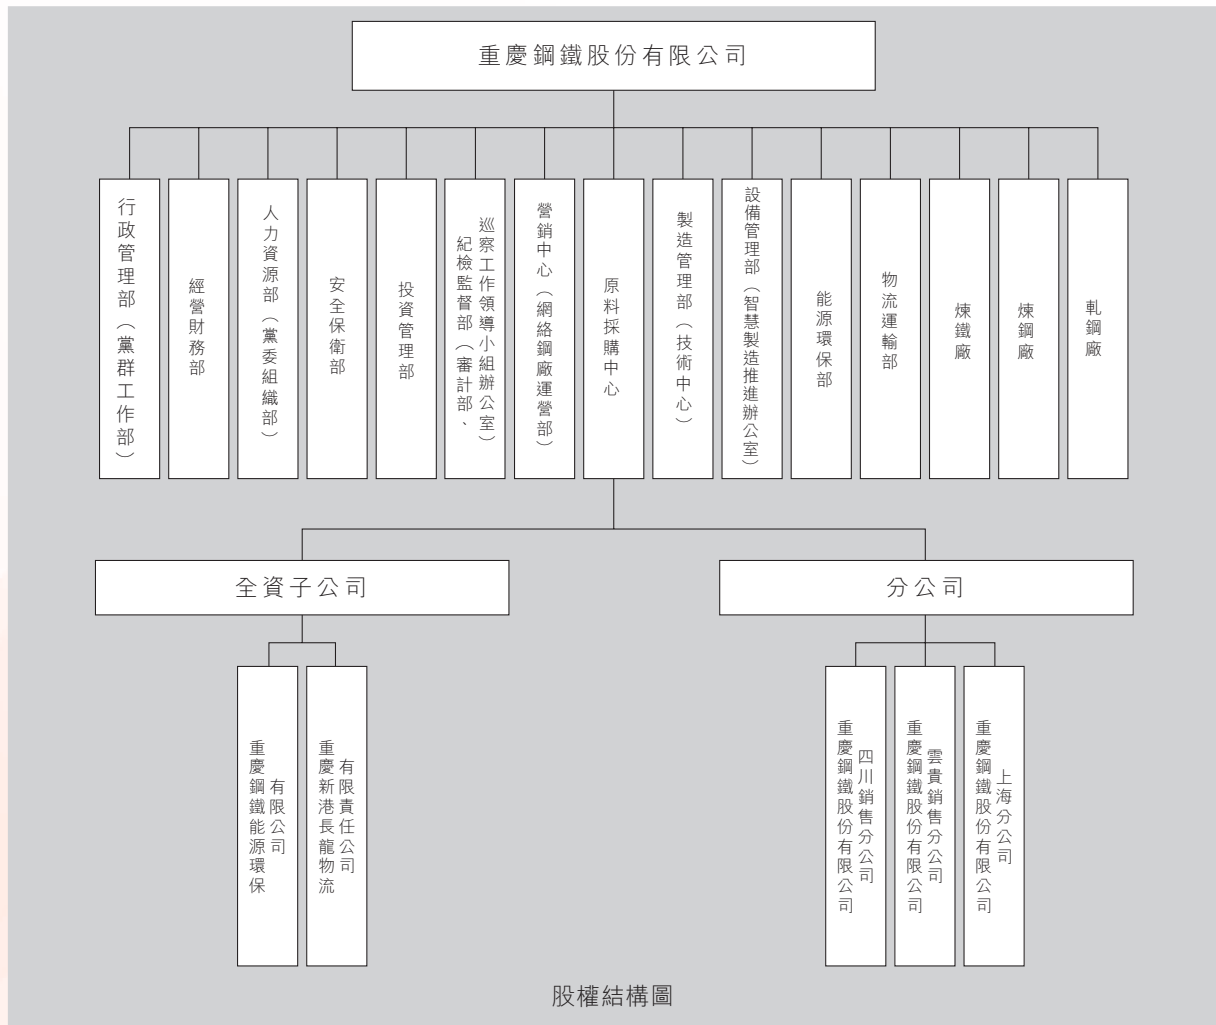 重慶鋼鐵股份有限公司
行政管理部（黨群工作部）
經營財務部
人力資源部（黨委組織部）
安全保衛部
投資管理部
紀檢監督部（審計部、
巡察工作領導小組辦公室）
營銷中心（網絡鋼廠運營部）
原料採購中心
製造管理部（技術中心）
設備管理部（智慧製造推進辦公室）
能源環保部
物流運輸部
煉鐵廠
煉鋼廠
軋鋼廠
全資子公司
分公司
重慶鋼鐵能源環保
有限公司
重慶新港長龍物流
有限責任公司
重慶鋼鐵股份有限公司
四川銷售分公司
重慶鋼鐵股份有限公司
雲貴銷售分公司
重慶鋼鐵股份有限公司
上海分公司
股權結構圖